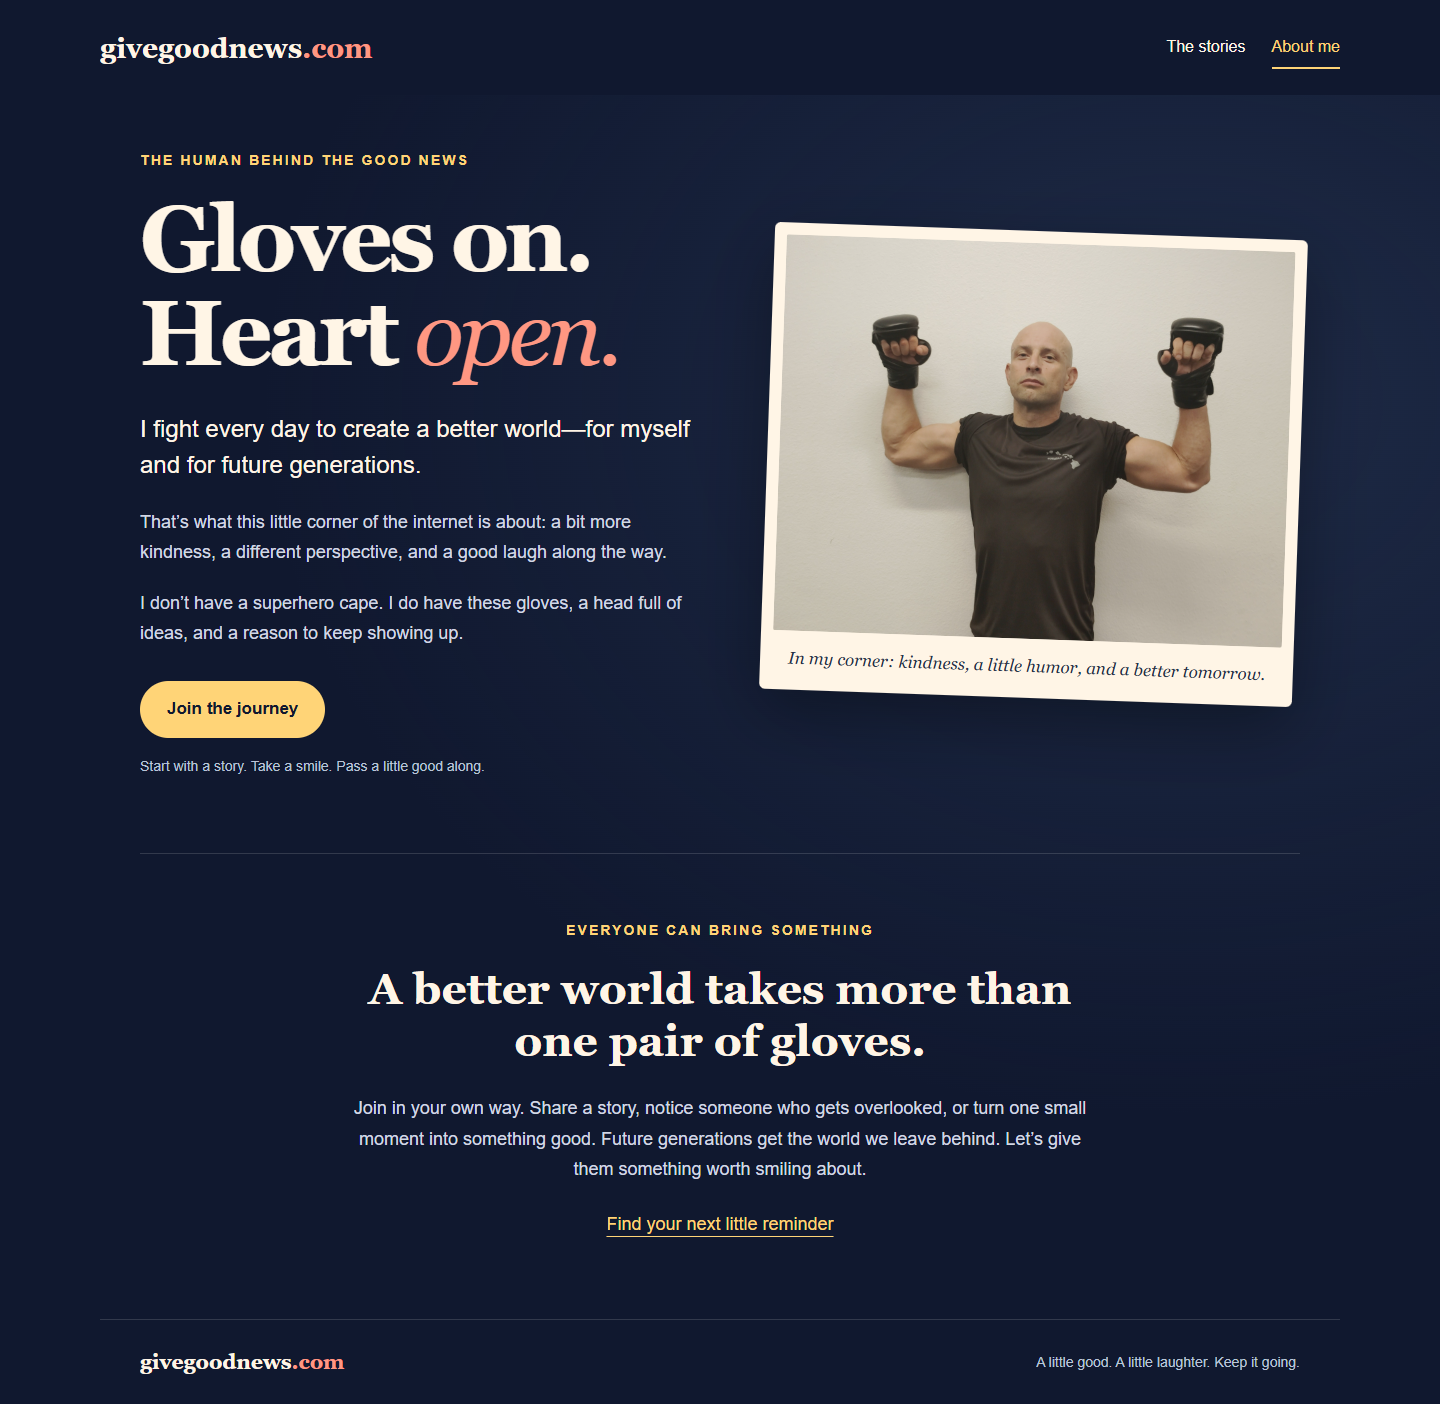 givegoodnews.com
The stories
About me
THE HUMAN BEHIND THE GOOD NEWS
Gloves on.
Heart open.
I fight every day to create a better world—for myself
and for future generations.
That’s what this little corner of the internet is about: a bit more
kindness, a different perspective, and a good laugh along the way.
I don’t have a superhero cape. I do have these gloves, a head full of
ideas, and a reason to keep showing up.
Join the journey
Start with a story. Take a smile. Pass a little good along.
In my corner: kindness, a little humor, and a better tomorrow.
EVERYONE CAN BRING SOMETHING
A better world takes more than
one pair of gloves.
Join in your own way. Share a story, notice someone who gets overlooked, or turn one small
moment into something good. Future generations get the world we leave behind. Let’s give
them something worth smiling about.
Find your next little reminder
givegoodnews.com
A little good. A little laughter. Keep it going.